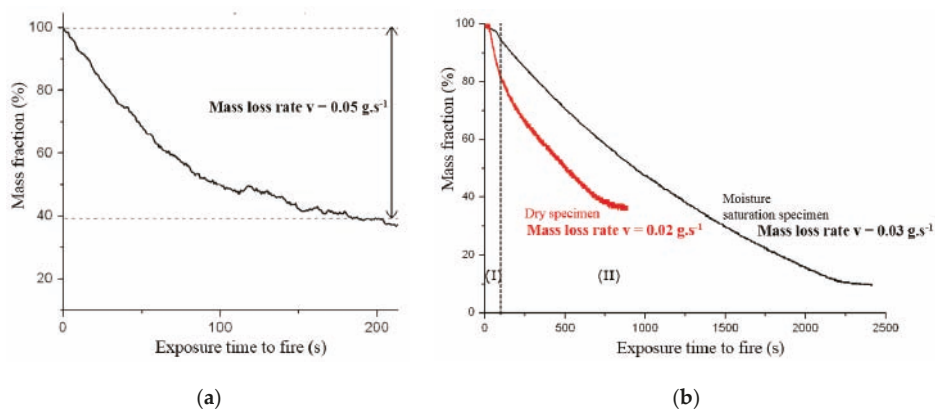 100
80
60
40
20
Mass fraction (%)
Mass loss rate v = 0.05 g.s⁻¹
0
100
200
Exposure time to fire (s)
(a)
100
80
60
40
20
0
Mass fraction (%)
Moisture
saturation specimen
Dry specimen
Mass loss rate v = 0.02 g.s⁻¹
Mass loss rate v = 0.03 g.s⁻¹
(I)
(II)
0
500
1000
1250
1500
2000
2500
Exposure time to fire (s)
(b)